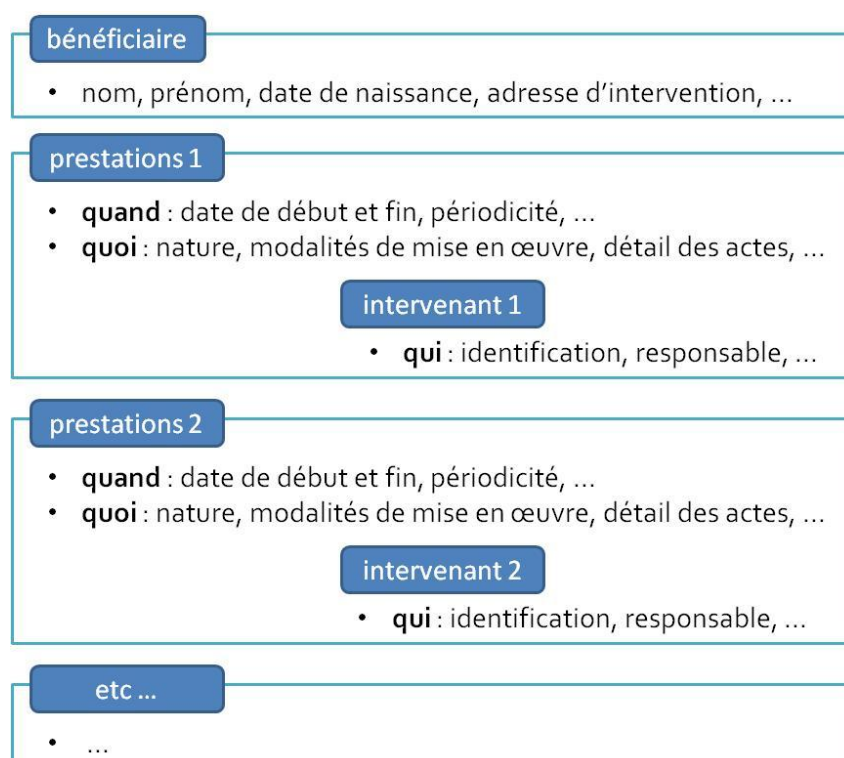 bénéficiaire
• nom, prénom, date de naissance, adresse d'intervention, ...
prestations 1
• quand : date de début et fin, périodicité, ...
• quoi : nature, modalités de mise en œuvre, détail des actes, ...
intervenant 1
• qui : identification, responsable, ...
prestations 2
• quand : date de début et fin, périodicité, ...
• quoi : nature, modalités de mise en œuvre, détail des actes, ...
intervenant 2
• qui : identification, responsable, ...
etc ...
• ...